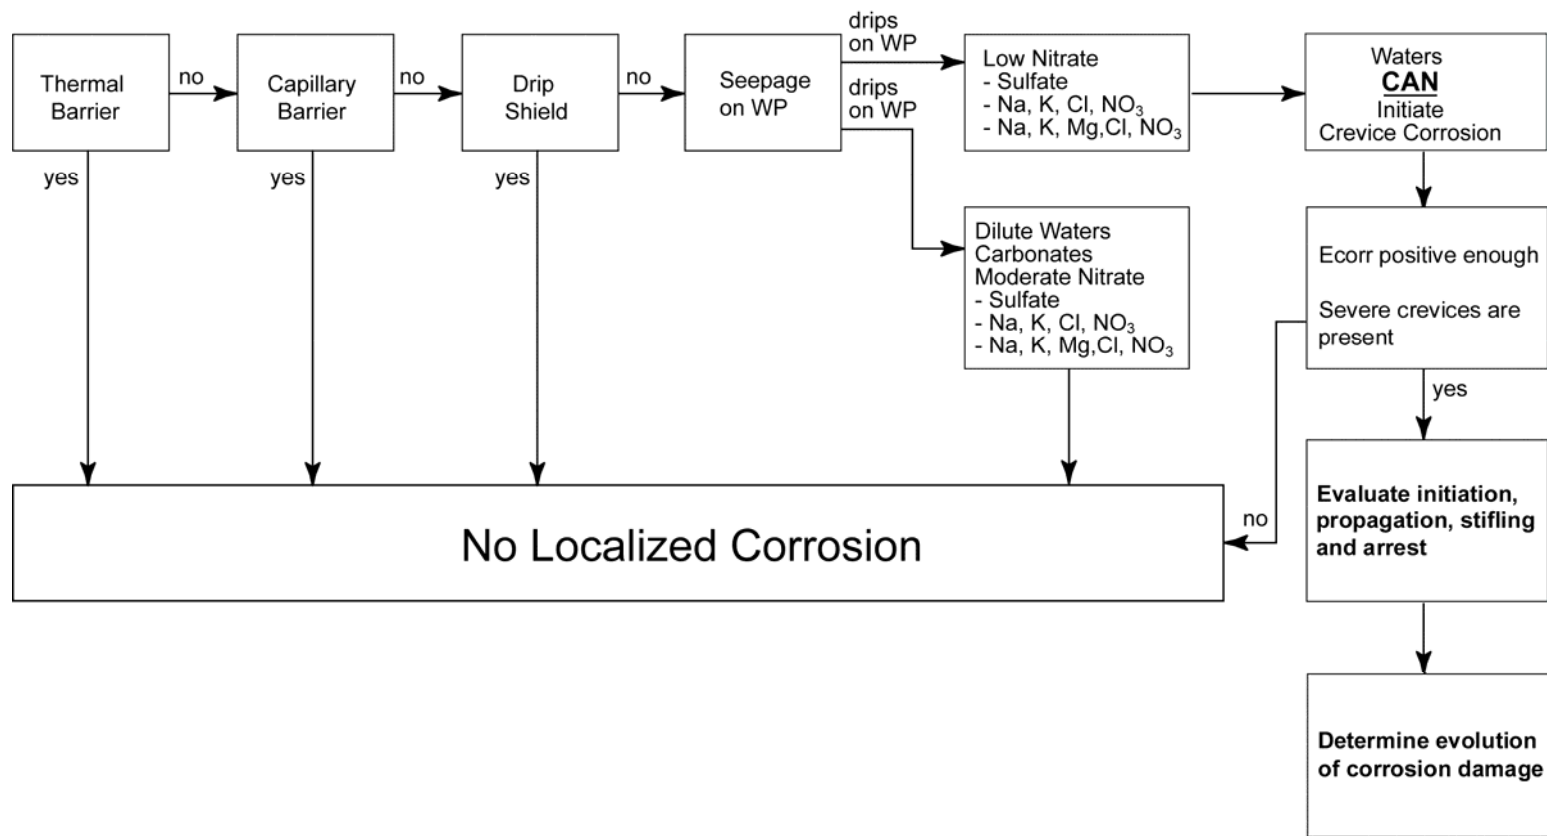 Thermal
Barrier
no
Capillary
Barrier
no
Drip
Shield
no
Seepage
on WP
drips
on WP
drips
on WP
Low Nitrate
- Sulfate
- Na, K, Cl, NO₃
- Na, K, Mg,Cl, NO₃
Waters
CAN
Initiate
Crevice Corrosion
yes
yes
yes
Dilute Waters
Carbonates
Moderate Nitrate
- Sulfate
- Na, K, Cl, NO₃
- Na, K, Mg,Cl, NO₃
Ecorr positive enough
Severe crevices are
present
yes
no
No Localized Corrosion
Evaluate initiation,
propagation, stifling
and arrest
Determine evolution
of corrosion damage